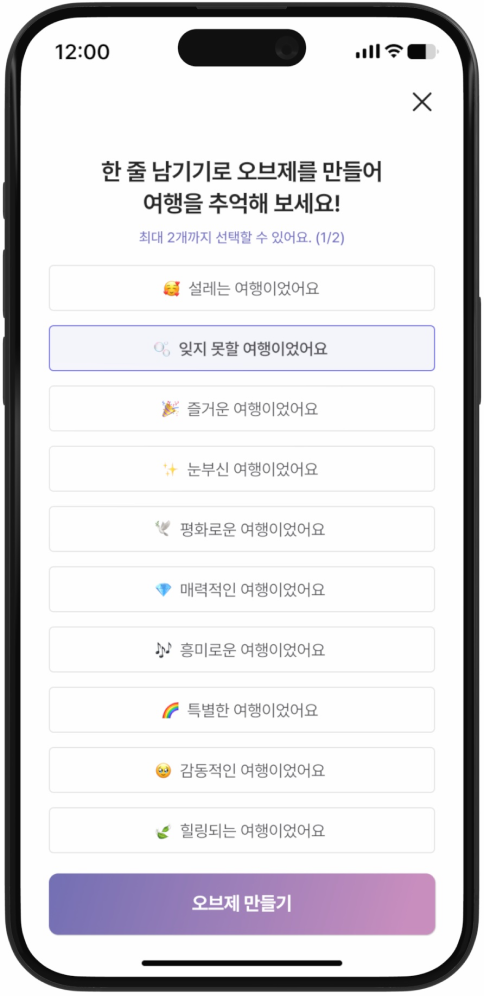 12:00
한 줄 남기기로 오브제를 만들어
여행을 추억해 보세요!
최대 2개까지 선택할 수 있어요. (1/2)
🥰 설레는 여행이었어요
🫧 잊지 못할 여행이었어요
🎉 즐거운 여행이었어요
✨ 눈부신 여행이었어요
🕊️ 평화로운 여행이었어요
💎 매력적인 여행이었어요
🎶 흥미로운 여행이었어요
🌈 특별한 여행이었어요
🥹 감동적인 여행이었어요
🌿 힐링되는 여행이었어요
오브제 만들기